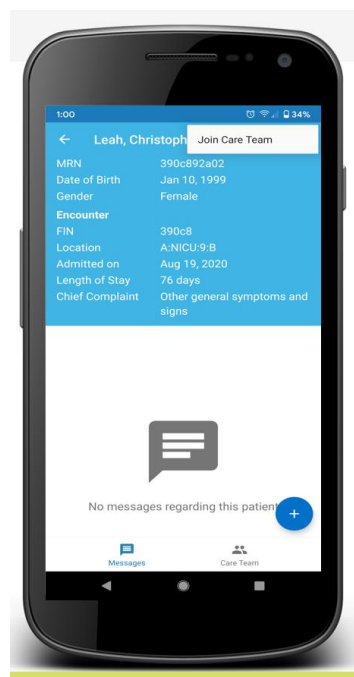 1:00 34%
Leah, Christoph Join Care Team
MRN 390c892a02
Date of Birth Jan 10, 1999
Gender Female
Encounter
FIN 390c8
Location A:NICU:9:B
Admitted on Aug 19, 2020
Length of Stay 76 days
Chief Complaint Other general symptoms and
signs
No messages regarding this patient
+
Messages Care Team